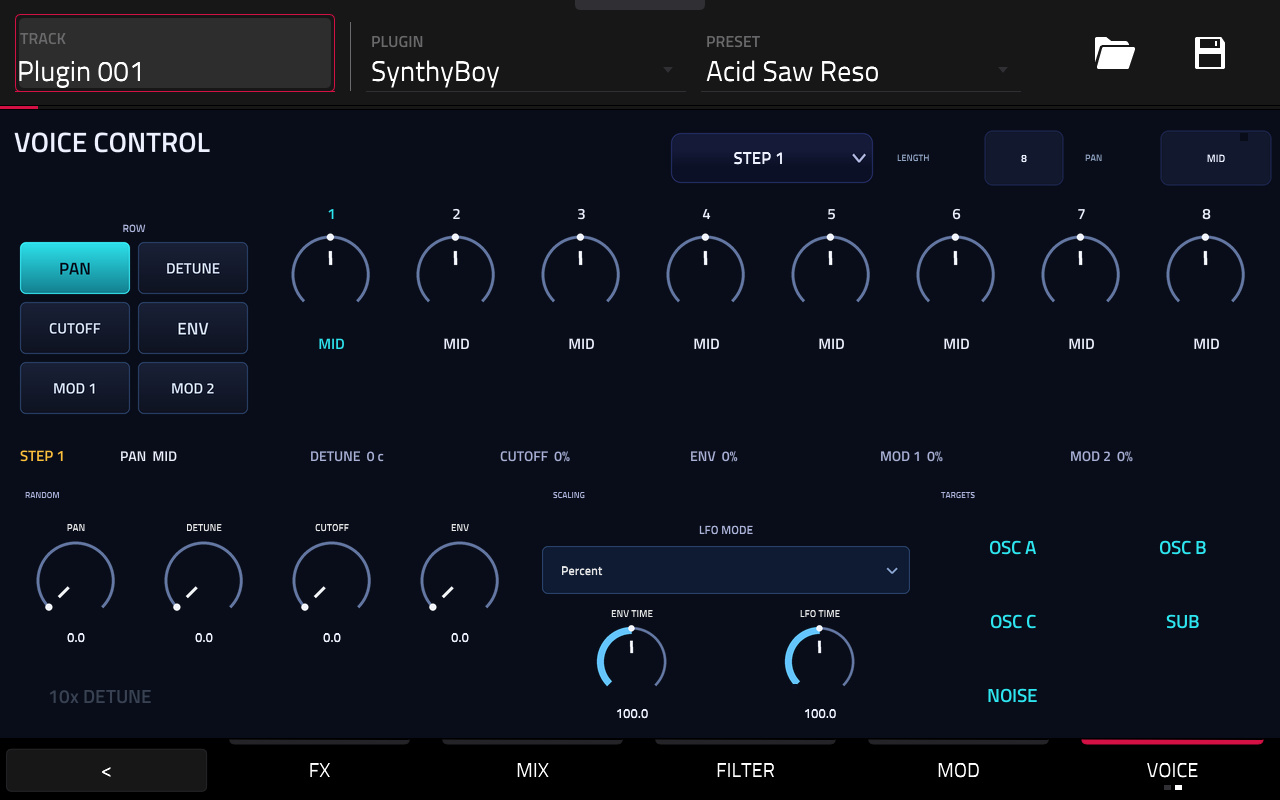 TRACK
Plugin 001
PLUGIN
SynthyBoy
PRESET
Acid Saw Reso
VOICE CONTROL
STEP 1
LENGTH
8
PAN
MID
ROW
PAN
DETUNE
CUTOFF
ENV
MOD 1
MOD 2
1 2 3 4 5 6 7 8
MID MID MID MID MID MID MID MID
STEP 1 PAN MID DETUNE 0 c CUTOFF 0% ENV 0% MOD 1 0% MOD 2 0%
RANDOM
PAN DETUNE CUTOFF ENV
0.0 0.0 0.0 0.0
10x DETUNE
SCALING
LFO MODE
Percent
ENV TIME LFO TIME
100.0 100.0
TARGETS
OSC A OSC B
OSC C SUB
NOISE
< FX MIX FILTER MOD VOICE